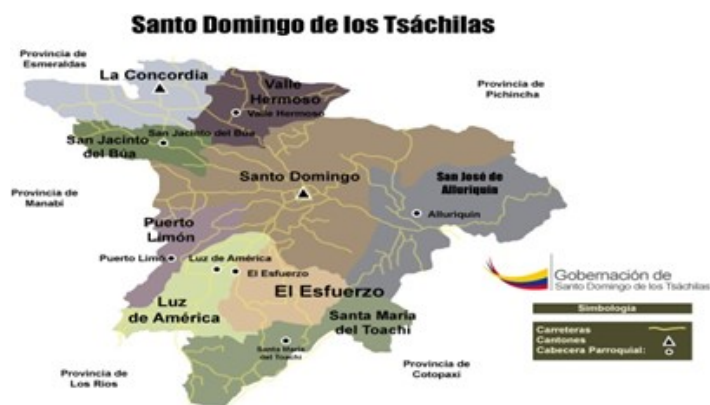 Santo Domingo de los Tsáchilas
Provincia de
Esmeraldas
La Concordia
Valle
Hermoso
Valle Hermoso
Provincia de
Pichincha
San Jacinto del Búa
San Jacinto
del Búa
Santo Domingo
San José de
Alluriquín
Alluriquín
Provincia de
Manabí
Puerto
Limón
Puerto Limó
Luz de América
El Esfuerzo
El Esfuerzo
Luz
de América
Santa María
del Toachi
Santa María
del Toachi
Gobernación de
Santo Domingo de los Tsáchilas
Simbología
Carreteras
Cantones
Cabecera Parroquial:
Provincia de
Los Ríos
Provincia de
Cotopaxi